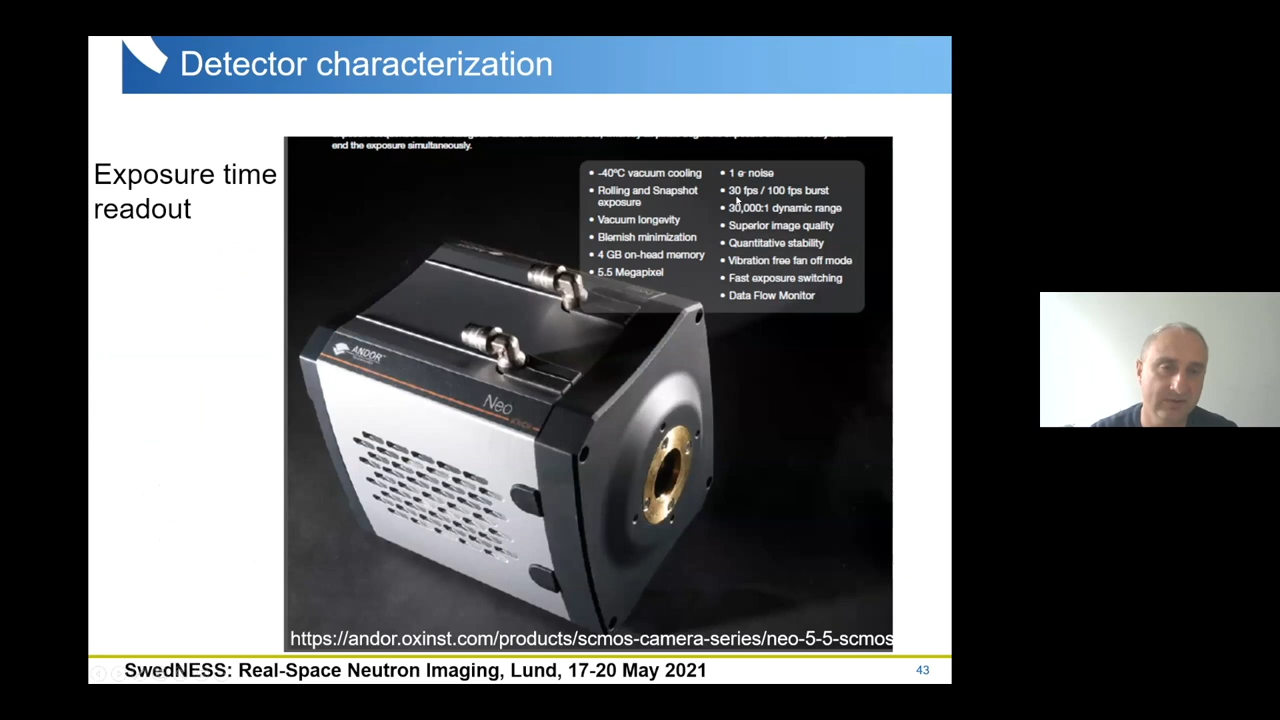 Detector characterization
Exposure time
readout
end the exposure simultaneously.
• -40ºC vacuum cooling
• Rolling and Snapshot
exposure
• Vacuum longevity
• Blemish minimization
• 4 GB on-head memory
• 5.5 Megapixel
• 1 e- noise
• 30 fps / 100 fps burst
• 30,000:1 dynamic range
• Superior image quality
• Quantitative stability
• Vibration free fan off mode
• Fast exposure switching
• Data Flow Monitor
ANDOR™
Neo
https://andor.oxinst.com/products/scmos-camera-series/neo-5-5-scmos
SwedNESS: Real-Space Neutron Imaging, Lund, 17-20 May 2021
43